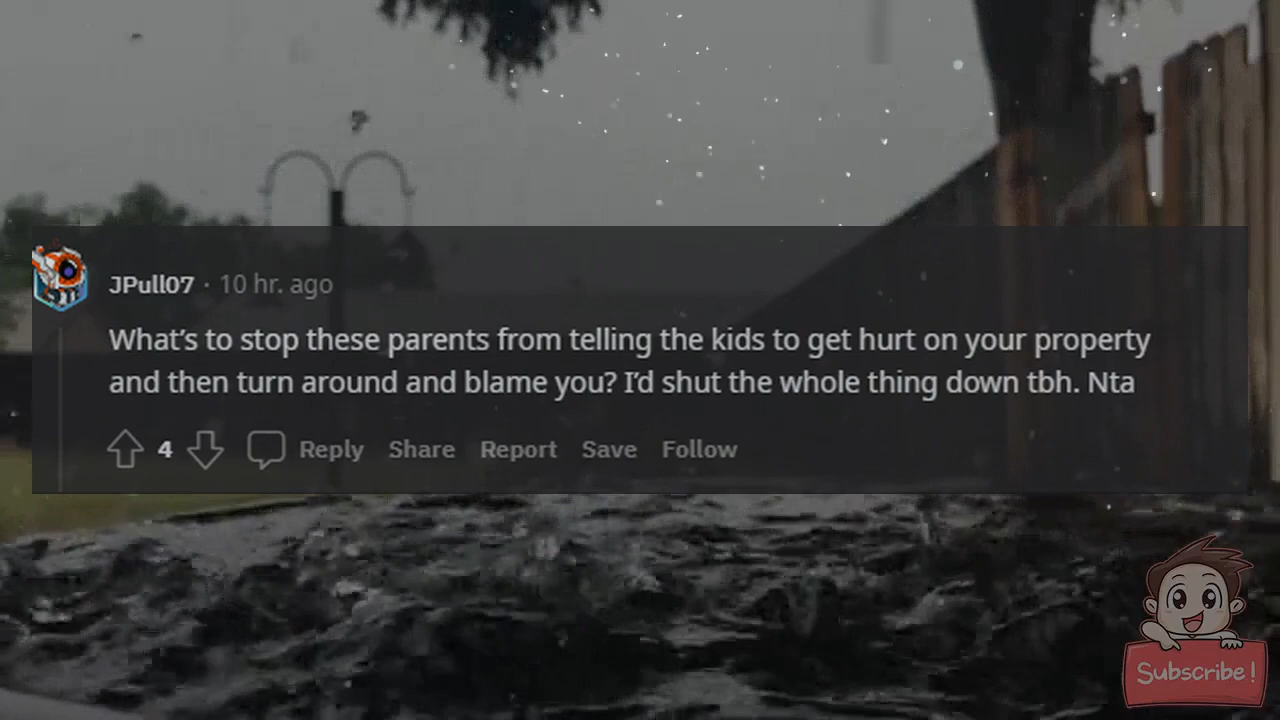 JPull07 · 10 hr. ago
What's to stop these parents from telling the kids to get hurt on your property
and then turn around and blame you? I'd shut the whole thing down tbh. Nta
4 Reply Share Report Save Follow
Subscribe!